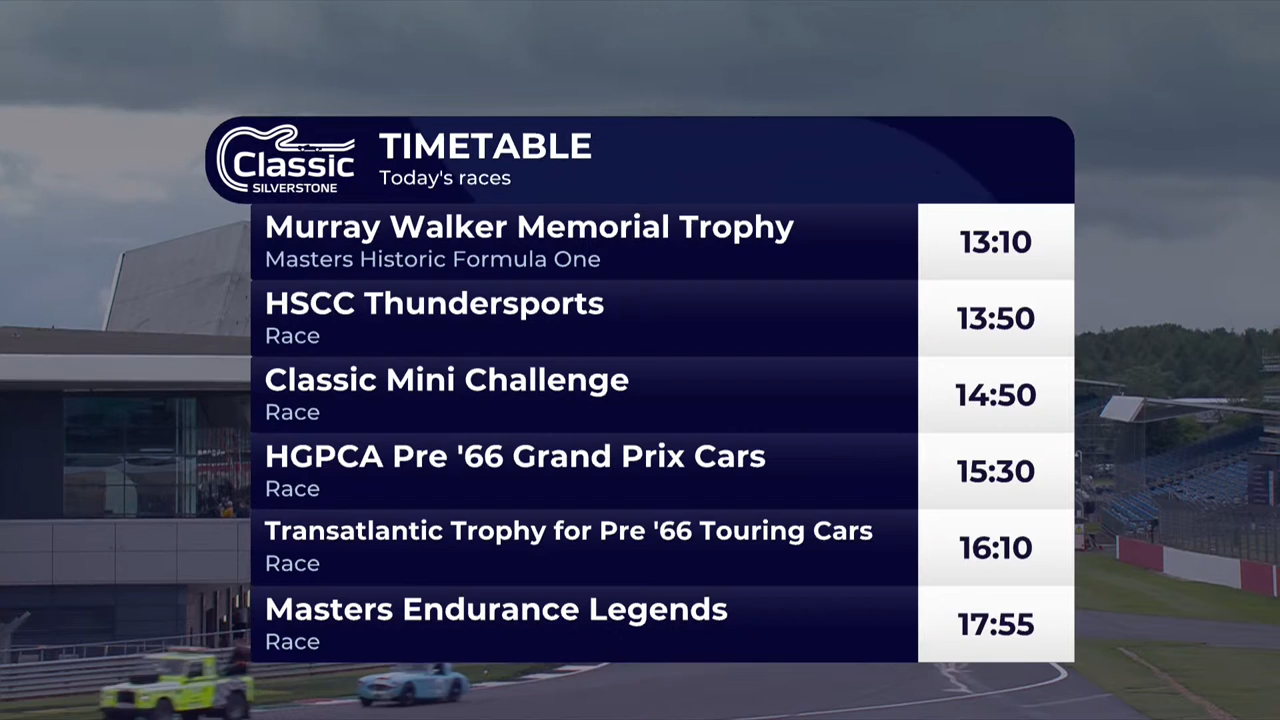 Classic
SILVERSTONE
TIMETABLE
Today's races
Murray Walker Memorial Trophy
Masters Historic Formula One
13:10
HSCC Thundersports
Race
13:50
Classic Mini Challenge
Race
14:50
HGPCA Pre '66 Grand Prix Cars
Race
15:30
Transatlantic Trophy for Pre '66 Touring Cars
Race
16:10
Masters Endurance Legends
Race
17:55